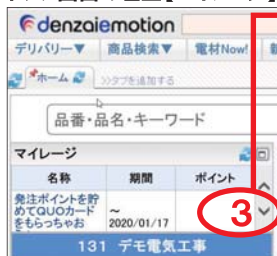 denzaiemotion
デリバリー▼ 商品検索▼ 電材Now!
*ホーム >>タブを追加する
品番・品名・キーワード
マイレージ
名称 期間 ポイント
発注ポイントを貯
めてQUOカード
をもらっちゃお
~
2020/01/17
3
131 デモ電気工事